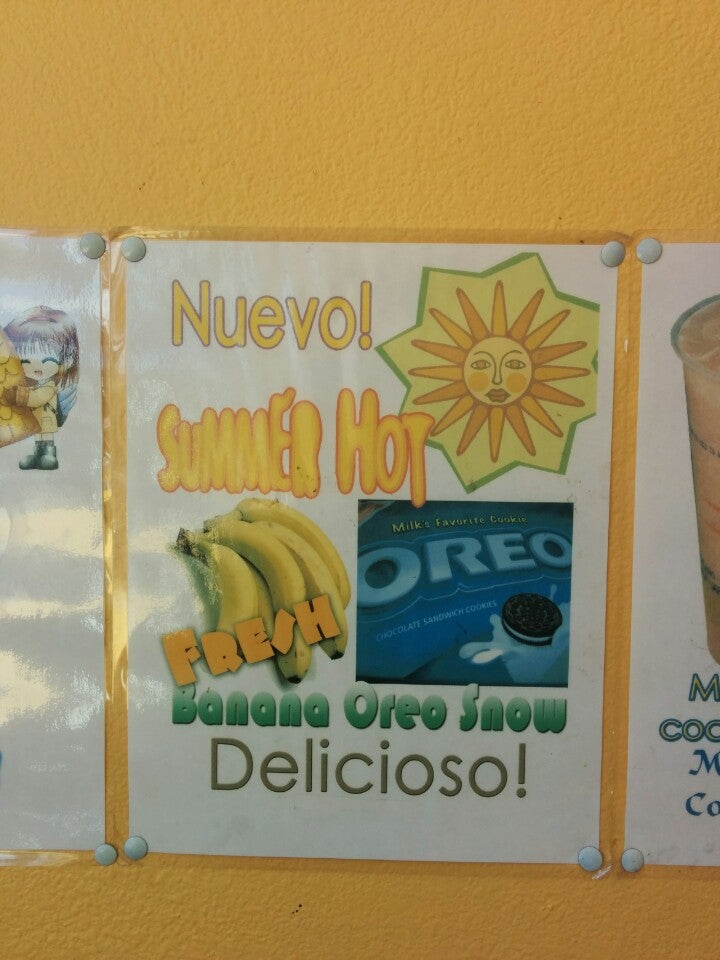 Nuevo!
SUMMER HOT
Milk's Favorite Cookie
OREO
CHOCOLATE SANDWICH COOKIES
FRESH
Banana Oreo Snow
Delicioso!